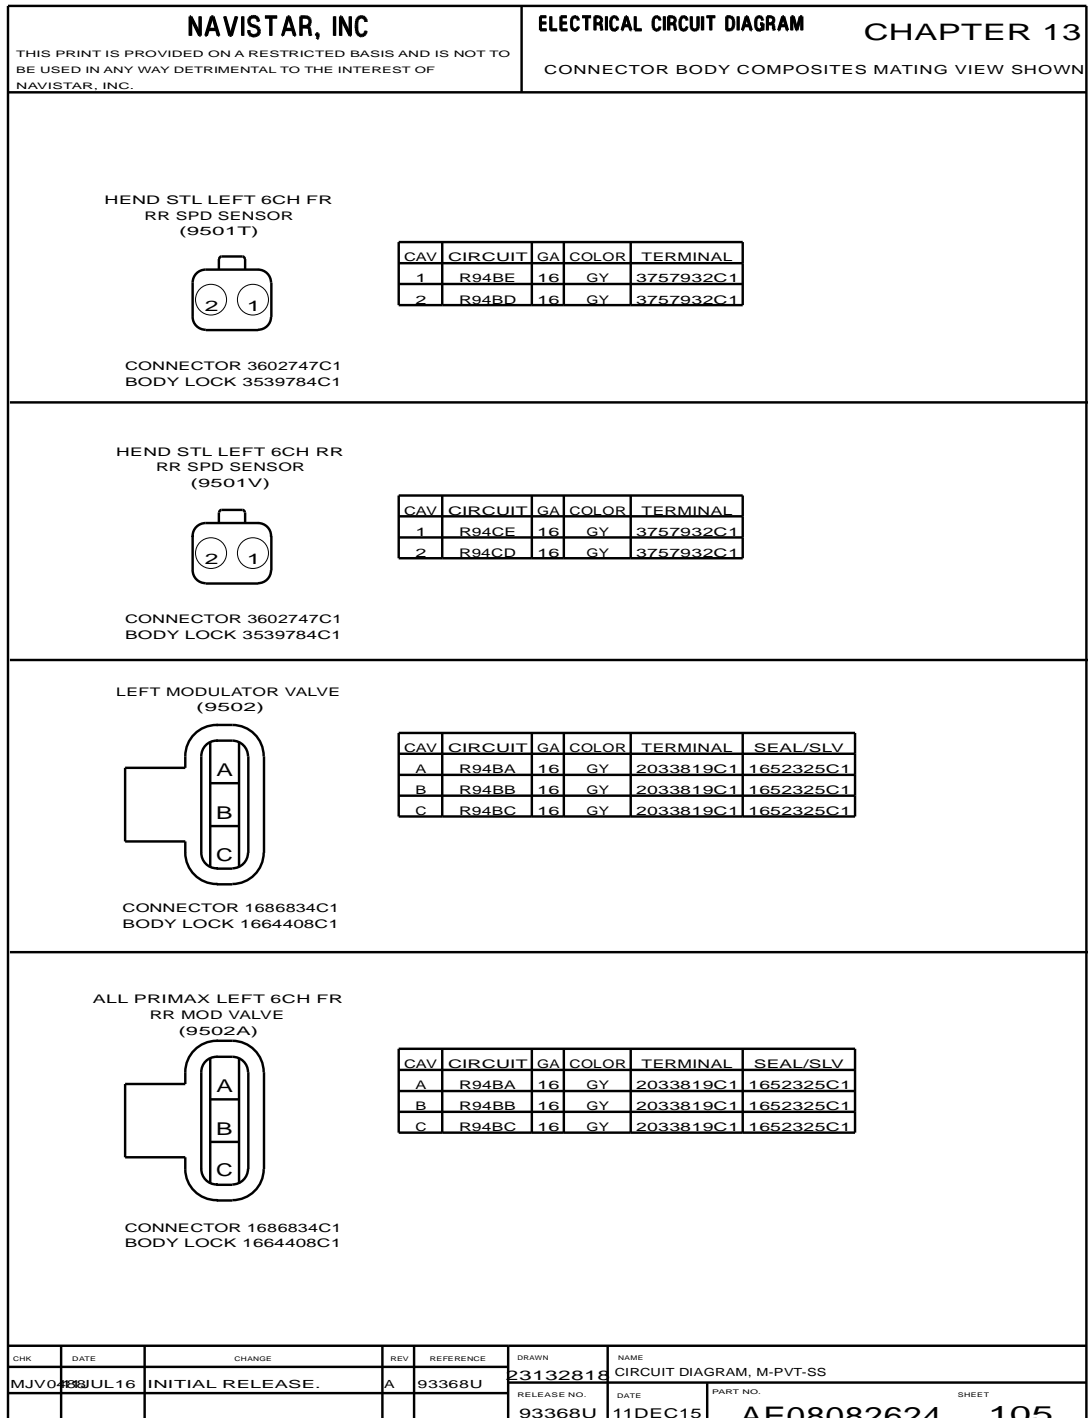 NAVISTAR, INC
THIS PRINT IS PROVIDED ON A RESTRICTED BASIS AND IS NOT TO
BE USED IN ANY WAY DETRIMENTAL TO THE INTEREST OF
NAVISTAR, INC.
ELECTRICAL CIRCUIT DIAGRAM CHAPTER 13
CONNECTOR BODY COMPOSITES MATING VIEW SHOWN
HEND STL LEFT 6CH FR
RR SPD SENSOR
(9501T)
2 1
CONNECTOR 3602747C1
BODY LOCK 3539784C1
CAV CIRCUIT GA COLOR TERMINAL
1 R94BE 16 GY 3757932C1
2 R94BD 16 GY 3757932C1
HEND STL LEFT 6CH RR
RR SPD SENSOR
(9501V)
2 1
CONNECTOR 3602747C1
BODY LOCK 3539784C1
CAV CIRCUIT GA COLOR TERMINAL
1 R94CE 16 GY 3757932C1
2 R94CD 16 GY 3757932C1
LEFT MODULATOR VALVE
(9502)
A
B
C
CONNECTOR 1686834C1
BODY LOCK 1664408C1
CAV CIRCUIT GA COLOR TERMINAL SEAL/SLV
A R94BA 16 GY 2033819C1 1652325C1
B R94BB 16 GY 2033819C1 1652325C1
C R94BC 16 GY 2033819C1 1652325C1
ALL PRIMAX LEFT 6CH FR
RR MOD VALVE
(9502A)
A
B
C
CONNECTOR 1686834C1
BODY LOCK 1664408C1
CAV CIRCUIT GA COLOR TERMINAL SEAL/SLV
A R94BA 16 GY 2033819C1 1652325C1
B R94BB 16 GY 2033819C1 1652325C1
C R94BC 16 GY 2033819C1 1652325C1
CHK DATE CHANGE REV REFERENCE
INITIAL RELEASE. A 93368U
DRAWN
23132818
NAME
CIRCUIT DIAGRAM, M-PVT-SS
RELEASE NO.
93368U
DATE
11DEC15
PART NO.
AE08082624
SHEET
105